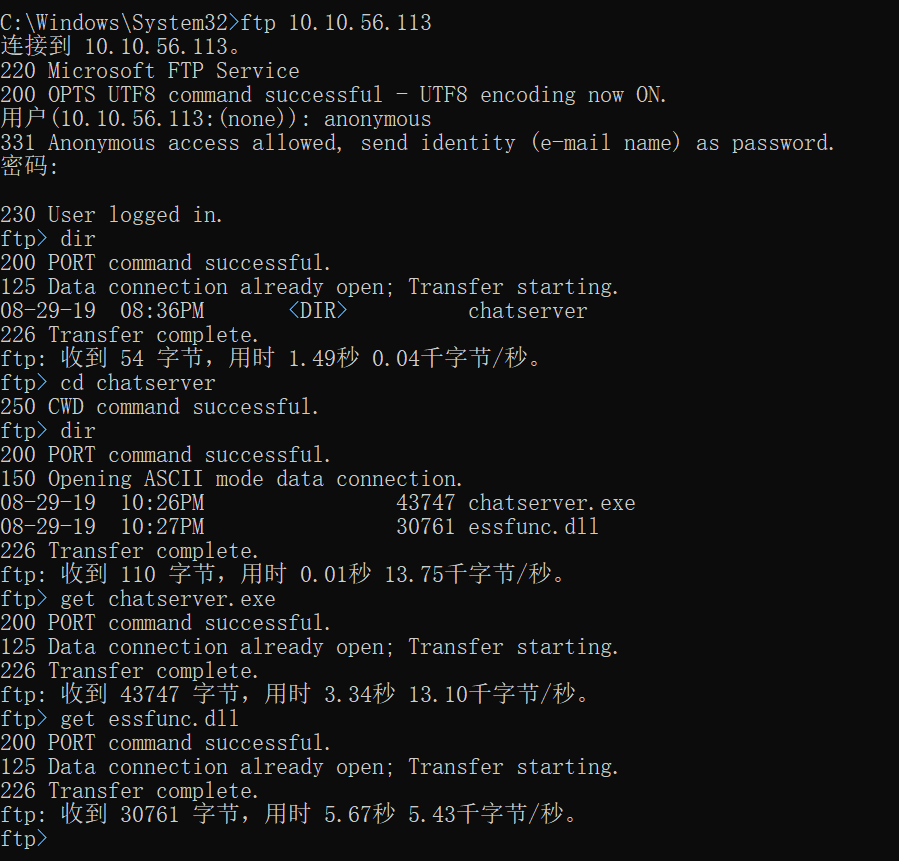 C:\Windows\System32>ftp 10.10.56.113
连接到 10.10.56.113。
220 Microsoft FTP Service
200 OPTS UTF8 command successful - UTF8 encoding now ON.
用户(10.10.56.113:(none)): anonymous
331 Anonymous access allowed, send identity (e-mail name) as password.
密码:
230 User logged in.
ftp> dir
200 PORT command successful.
125 Data connection already open; Transfer starting.
08-29-19  08:36PM       <DIR>          chatserver
226 Transfer complete.
ftp: 收到 54 字节，用时 1.49秒 0.04千字节/秒。
ftp> cd chatserver
250 CWD command successful.
ftp> dir
200 PORT command successful.
150 Opening ASCII mode data connection.
08-29-19  10:26PM                43747 chatserver.exe
08-29-19  10:27PM                30761 essfunc.dll
226 Transfer complete.
ftp: 收到 110 字节，用时 0.01秒 13.75千字节/秒。
ftp> get chatserver.exe
200 PORT command successful.
125 Data connection already open; Transfer starting.
226 Transfer complete.
ftp: 收到 43747 字节，用时 3.34秒 13.10千字节/秒。
ftp> get essfunc.dll
200 PORT command successful.
125 Data connection already open; Transfer starting.
226 Transfer complete.
ftp: 收到 30761 字节，用时 5.67秒 5.43千字节/秒。
ftp>